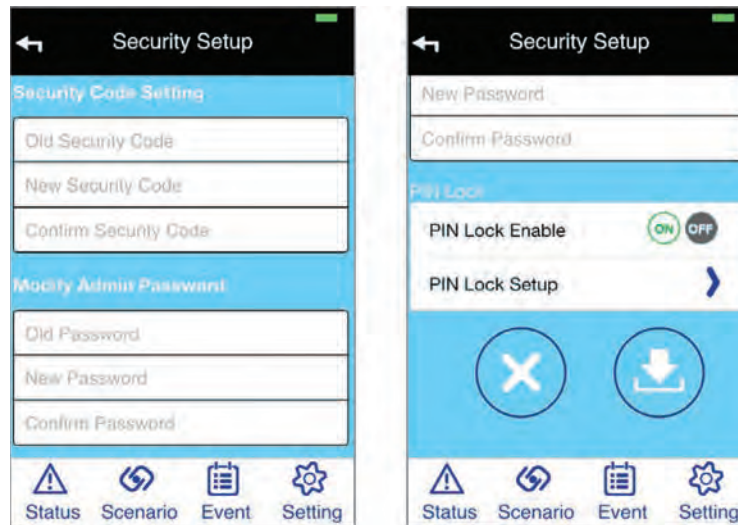 Security Setup
Security Code Setting
Old Security Code
New Security Code
Confirm Security Code
Modify Admin Password
Old Password
New Password
Confirm Password
Status Scenario Event Setting
Security Setup
New Password
Confirm Password
PIN Lock
PIN Lock Enable ON OFF
PIN Lock Setup
Status Scenario Event Setting